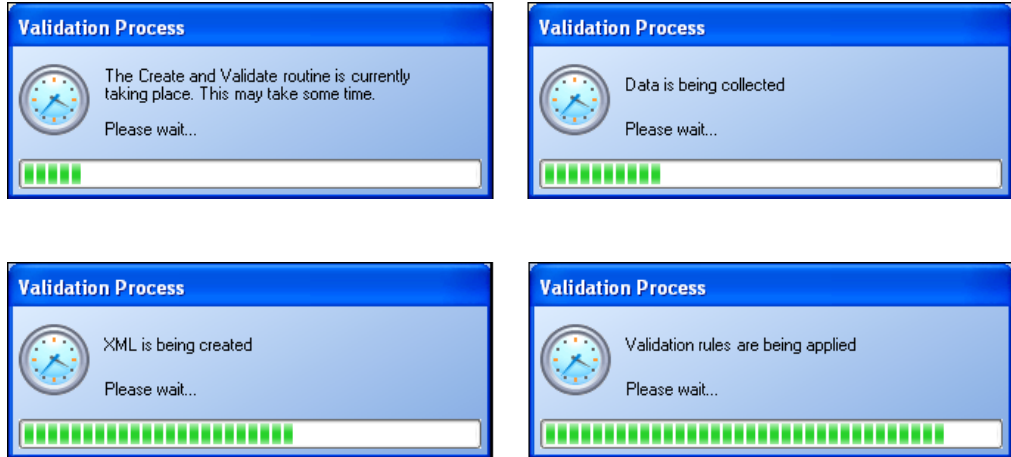 Validation Process
The Create and Validate routine is currently
taking place. This may take some time.
Please wait...
Validation Process
Data is being collected
Please wait...
Validation Process
XML is being created
Please wait...
Validation Process
Validation rules are being applied
Please wait...